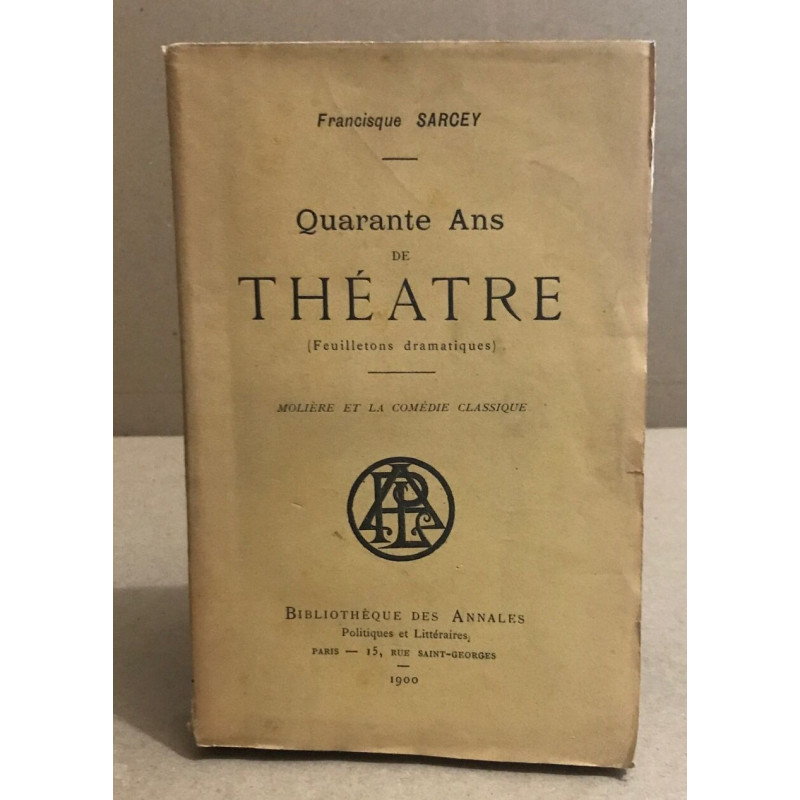 Francisque SARCEY
Quarante Ans
DE
THÉATRE
(Feuilletons dramatiques)
MOLIÈRE ET LA COMÉDIE CLASSIQUE
BIBLIOTHÈQUE DES ANNALES
Politiques et Littéraires,
PARIS — 15, RUE SAINT-GEORGES
1900